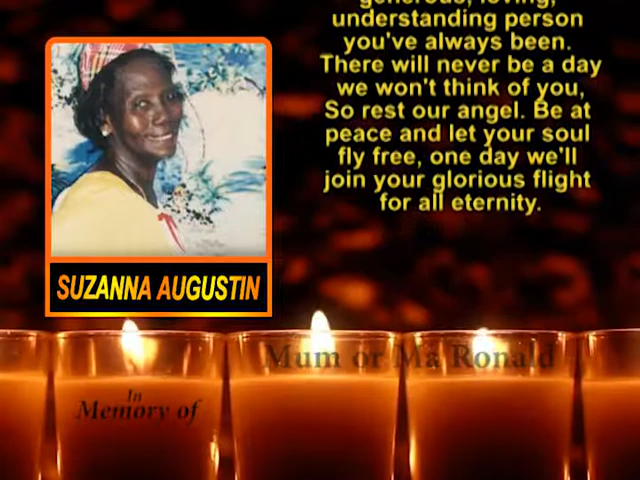 generous, loving,
understanding person
you've always been.
There will never be a day
we won't think of you,
So rest our angel. Be at
peace and let your soul
fly free, one day we'll
join your glorious flight
for all eternity.
SUZANNA AUGUSTIN
Mum or Ma Ronald
In
Memory of